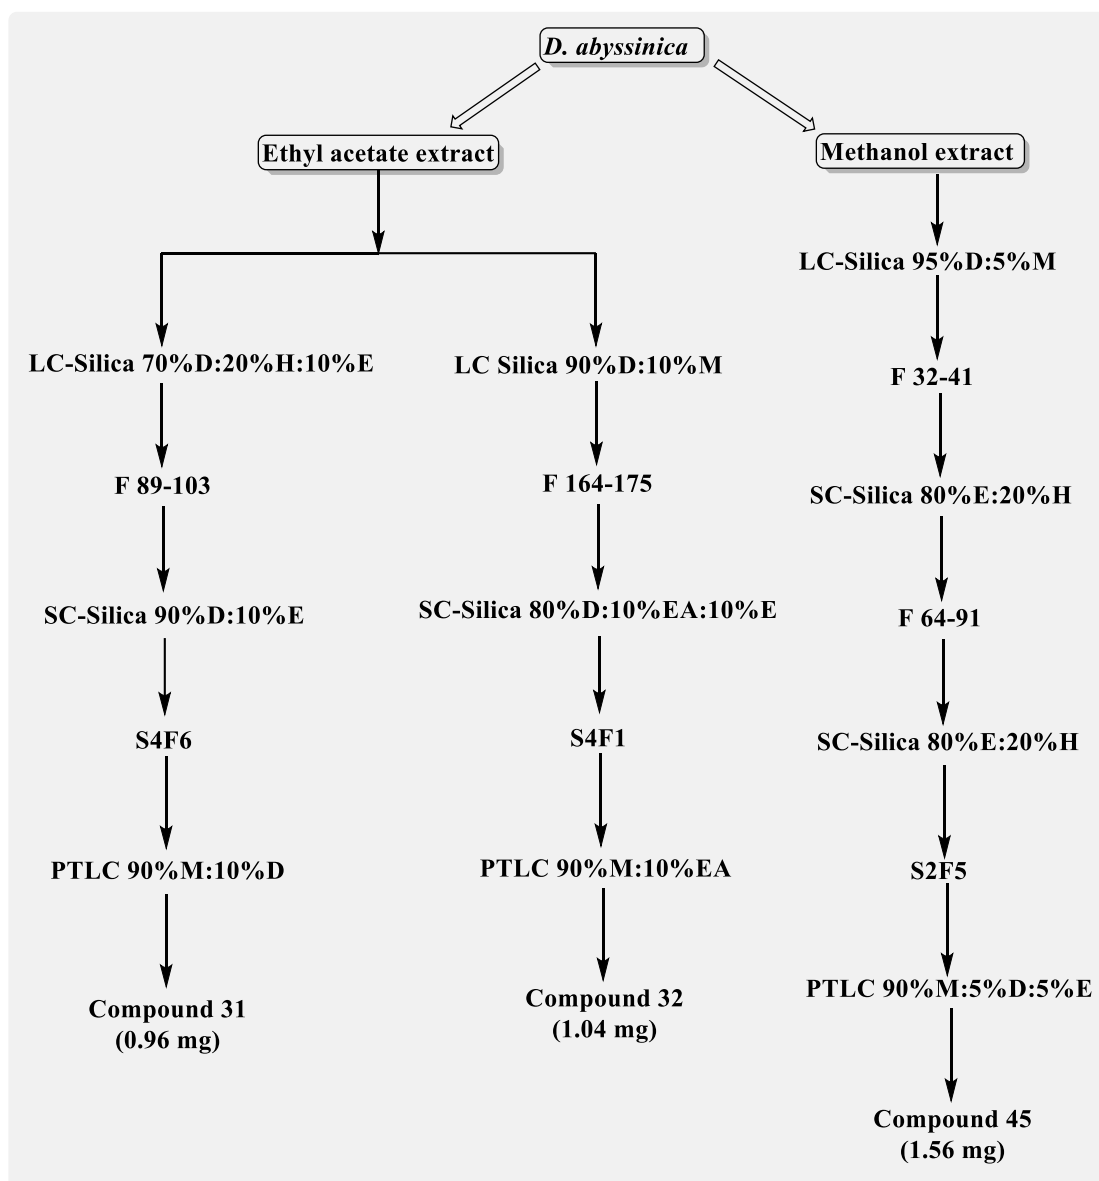 D. abyssinica
Ethyl acetate extract
LC-Silica 70%D:20%H:10%E
F 89-103
SC-Silica 90%D:10%E
S4F6
PTLC 90%M:10%D
Compound 31
(0.96 mg)
LC Silica 90%D:10%M
F 164-175
SC-Silica 80%D:10%EA:10%E
S4F1
PTLC 90%M:10%EA
Compound 32
(1.04 mg)
Methanol extract
LC-Silica 95%D:5%M
F 32-41
SC-Silica 80%E:20%H
F 64-91
SC-Silica 80%E:20%H
S2F5
PTLC 90%M:5%D:5%E
Compound 45
(1.56 mg)